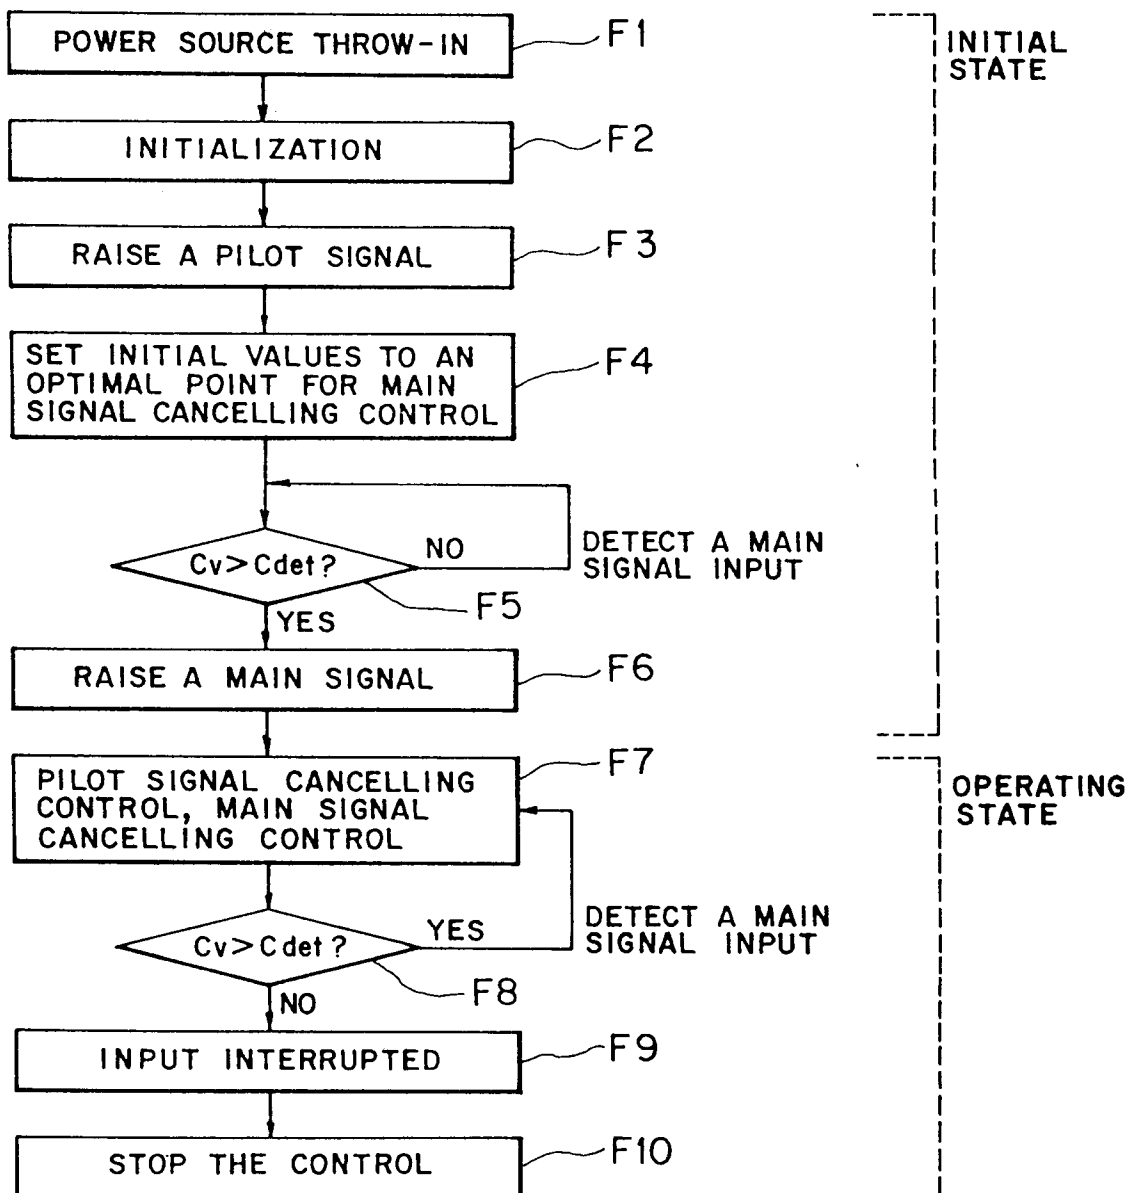 POWER SOURCE THROW-IN
F1
INITIAL
STATE
INITIALIZATION
F2
RAISE A PILOT SIGNAL
F3
SET INITIAL VALUES TO AN
OPTIMAL POINT FOR MAIN
SIGNAL CANCELLING CONTROL
F4
Cv>Cdet?
NO
DETECT A MAIN
SIGNAL INPUT
F5
YES
RAISE A MAIN SIGNAL
F6
PILOT SIGNAL CANCELLING
CONTROL, MAIN SIGNAL
CANCELLING CONTROL
F7
OPERATING
STATE
Cv>Cdet?
YES
DETECT A MAIN
SIGNAL INPUT
F8
NO
INPUT INTERRUPTED
F9
STOP THE CONTROL
F10